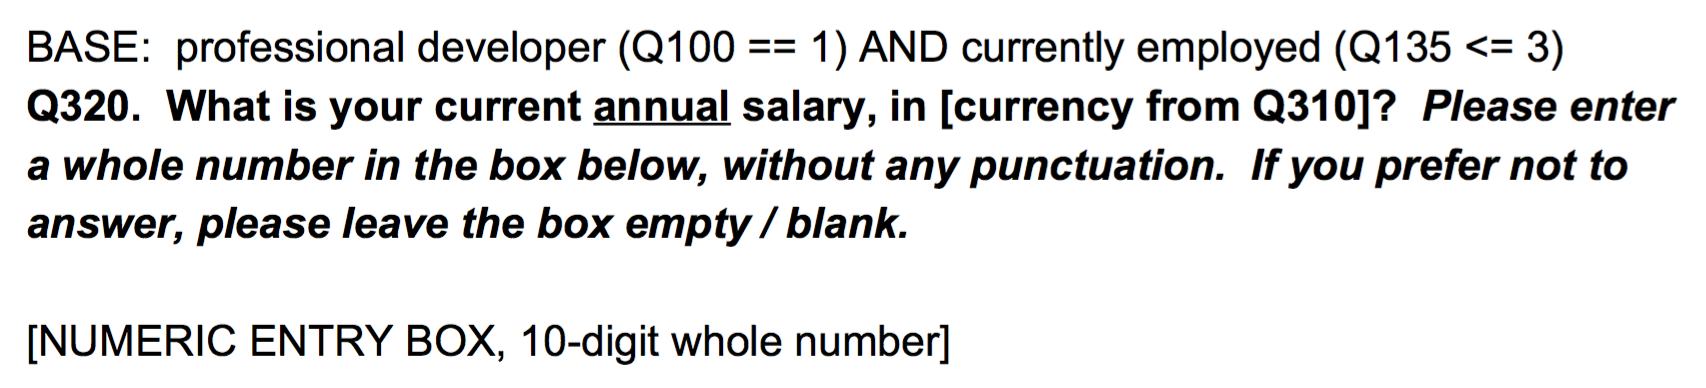 BASE:  professional developer (Q100 == 1) AND currently employed (Q135 <= 3)
Q320.  What is your current annual salary, in [currency from Q310]?  Please enter
a whole number in the box below, without any punctuation.  If you prefer not to
answer, please leave the box empty / blank.
[NUMERIC ENTRY BOX, 10-digit whole number]